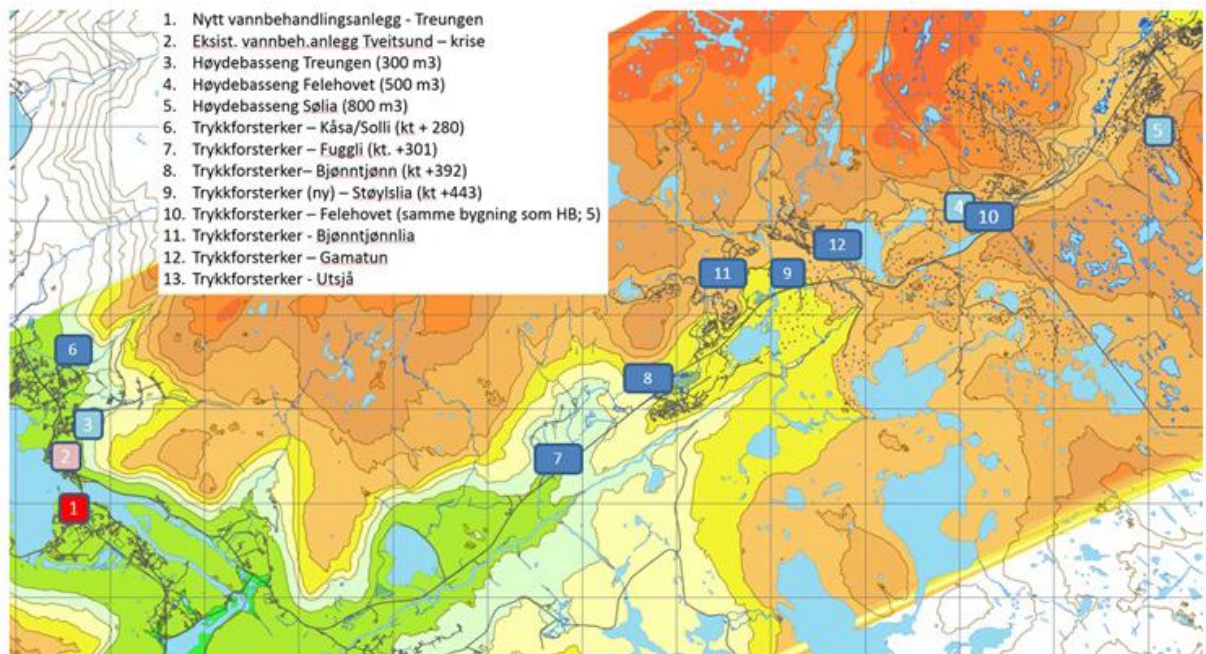 1. Nytt vannbehandlingsanlegg - Treungen
2. Eksist. vannbeh.anlegg Tveitsund – krise
3. Høydebasseng Treungen (300 m3)
4. Høydebasseng Felehovet (500 m3)
5. Høydebasseng Sølia (800 m3)
6. Trykkforsterker – Kåsa/Solli (kt + 280)
7. Trykkforsterker – Fuggli (kt. +301)
8. Trykkforsterker– Bjønntjønn (kt +392)
9. Trykkforsterker (ny) – Støylslia (kt +443)
10. Trykkforsterker – Felehovet (samme bygning som HB; 5)
11. Trykkforsterker - Bjønntjønnlia
12. Trykkforsterker – Gamatun
13. Trykkforsterker - Utsjå
5
4
10
12
11
9
6
8
3
2
7
1